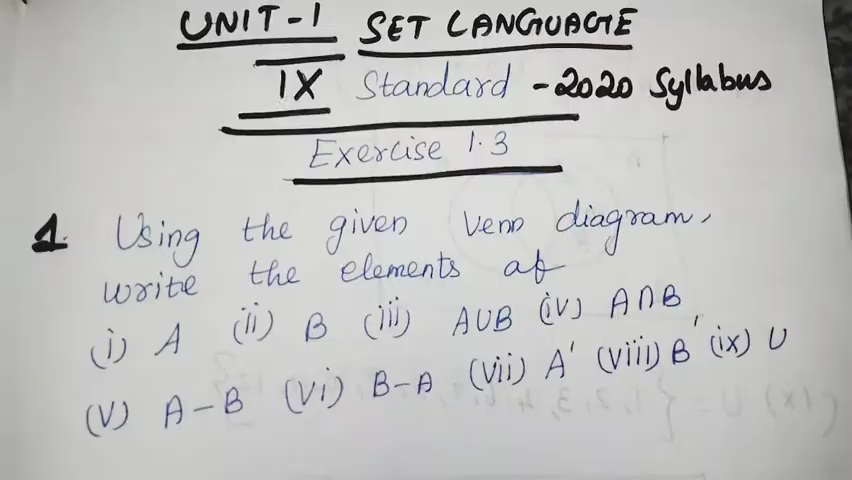 UNIT-1 SET LANGUAGE
IX Standard -2020 Syllabus
Exercise 1.3
1. Using the given Venn diagram,
write the elements of
(i) A (ii) B (iii) A∪B (iv) A∩B
(v) A-B (vi) B-A (vii) A' (viii) B' (ix) U